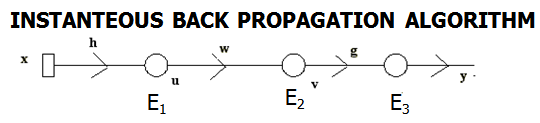 INSTANTEOUS BACK PROPAGATION ALGORITHM
x h u w v g y
E1 E2 E3